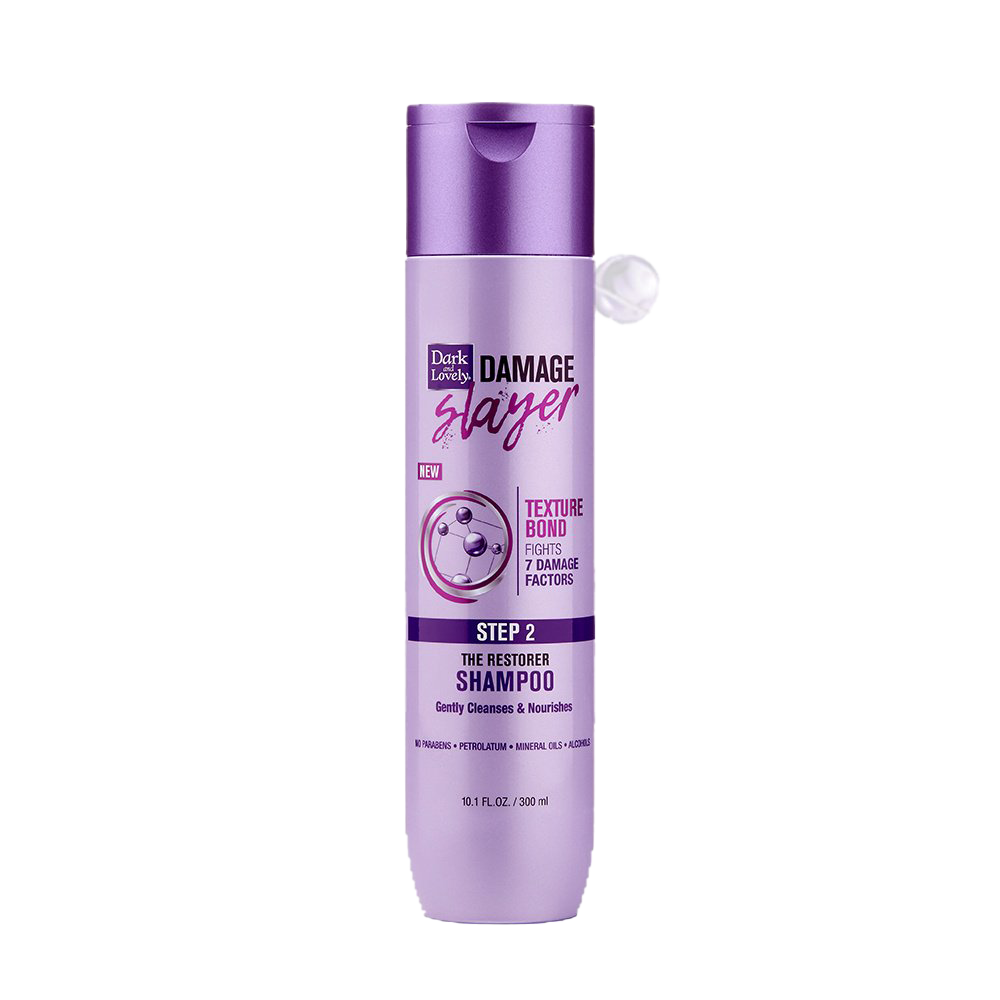 Dark
and
Lovely®
DAMAGE
slayer
NEW
TEXTURE
BOND
FIGHTS
7 DAMAGE
FACTORS
STEP 2
THE RESTORER
SHAMPOO
Gently Cleanses & Nourishes
NO PARABENS • PETROLATUM • MINERAL OILS • ALCOHOLS
10.1 FL.OZ. / 300 ml